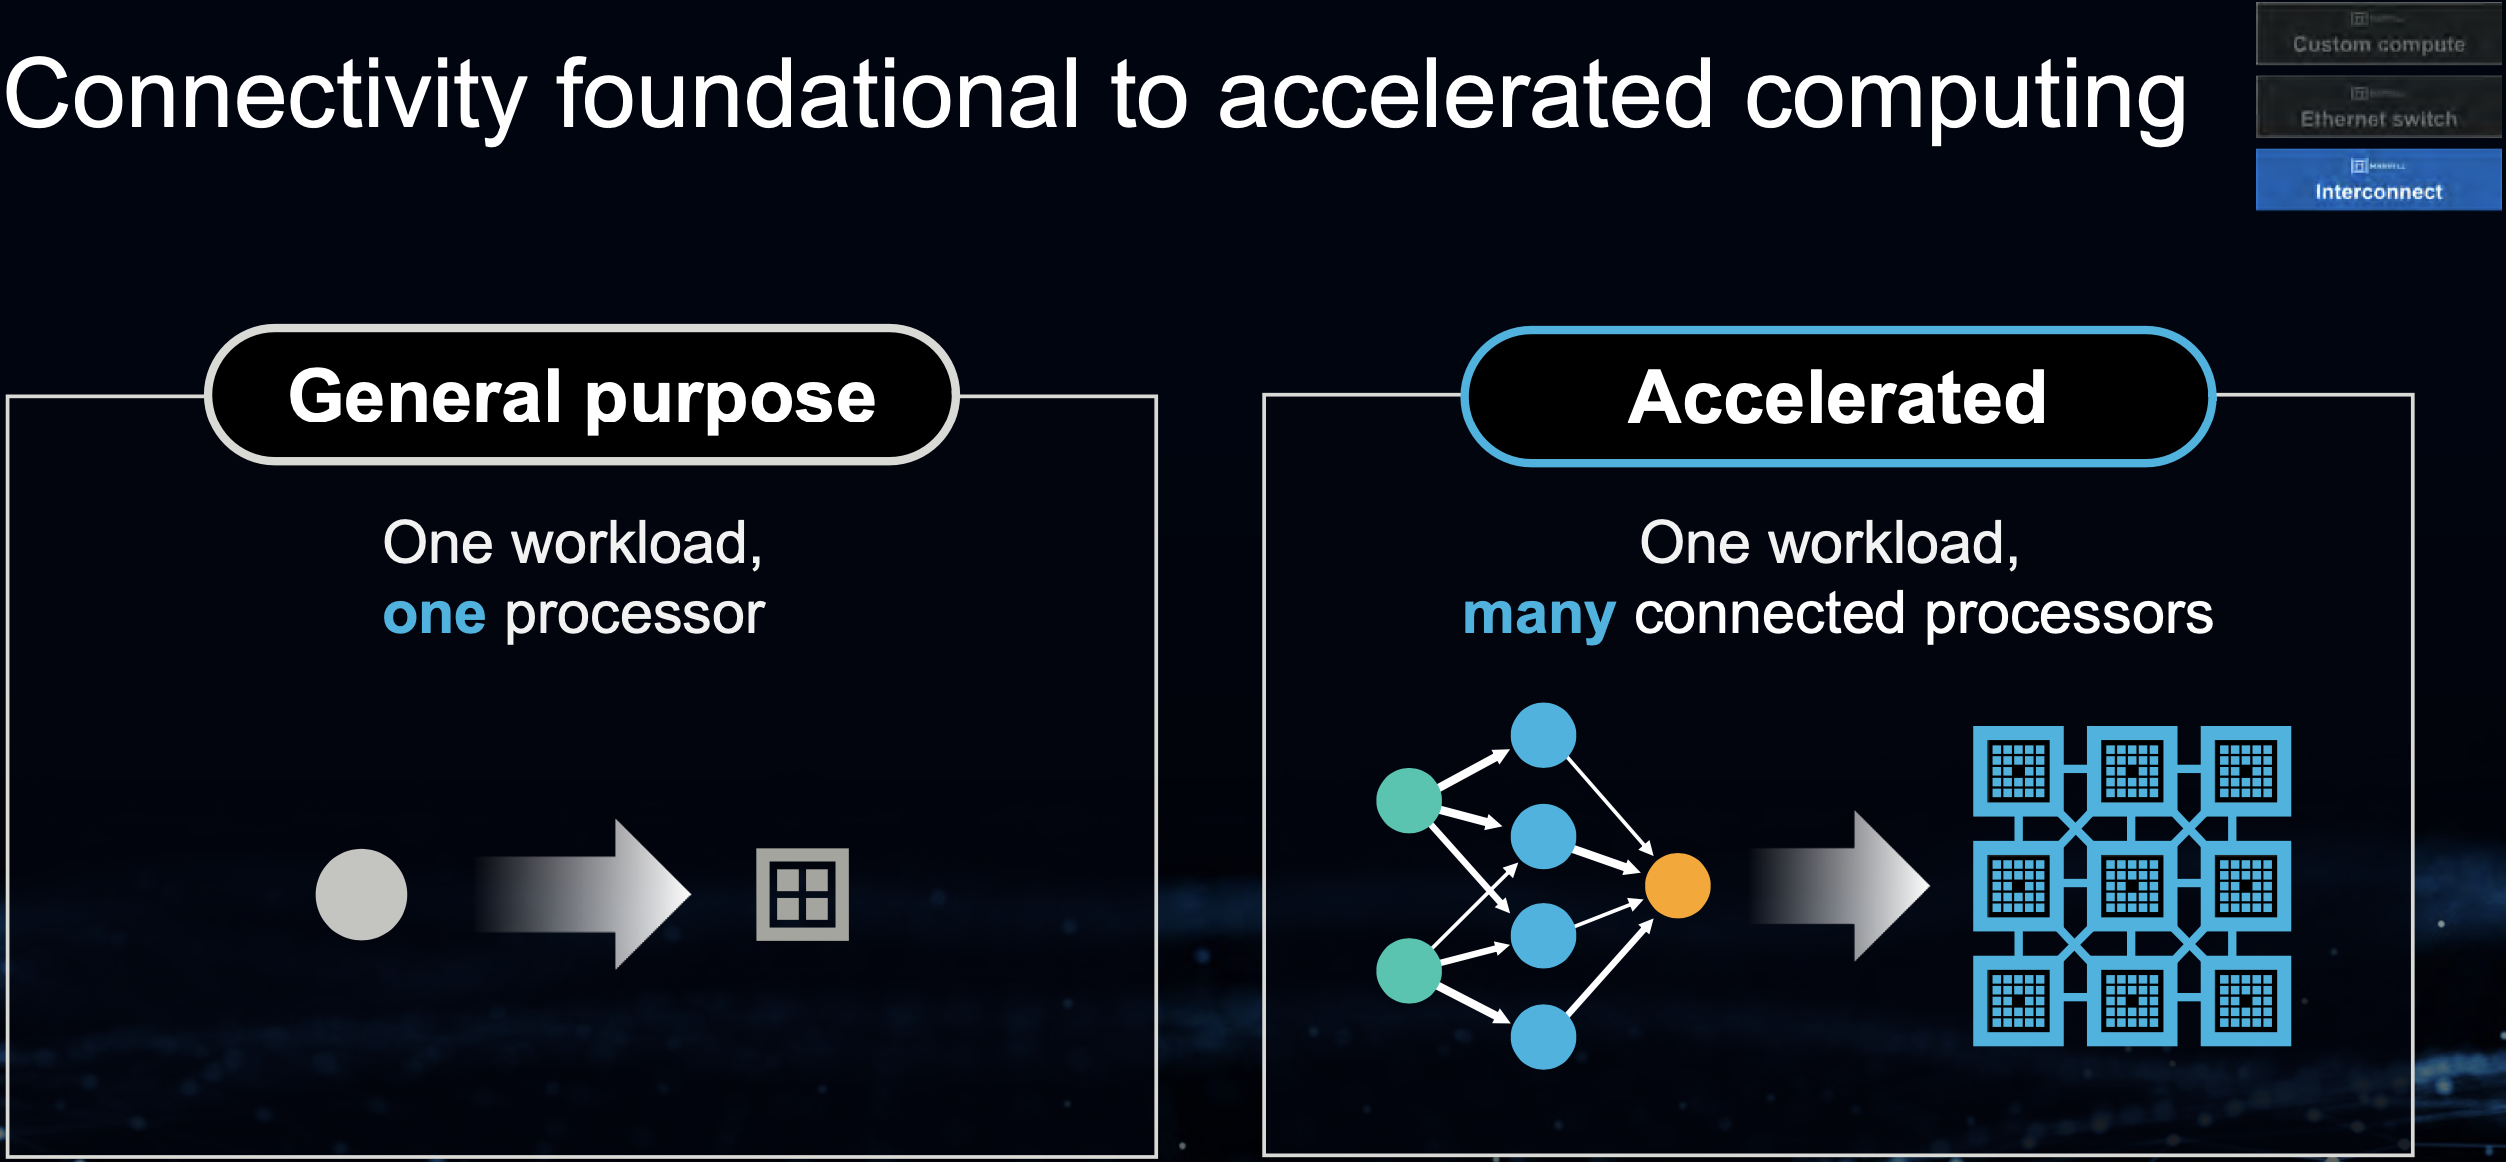 Connectivity foundational to accelerated computing
Custom compute
Ethernet switch
MARVELL
Interconnect
General purpose
One workload,
one processor
Accelerated
One workload,
many connected processors